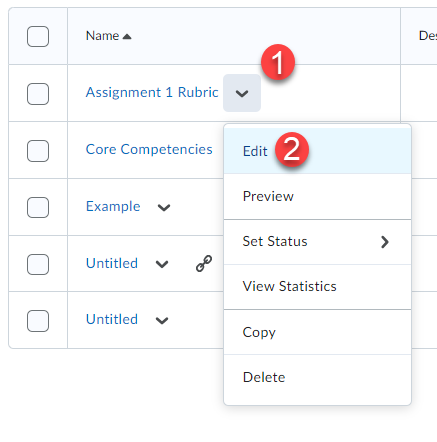 Name
Des
1
Assignment 1 Rubric
Core Competencies
Edit 2
Preview
Example
Set Status
Untitled
View Statistics
Untitled
Copy
Delete